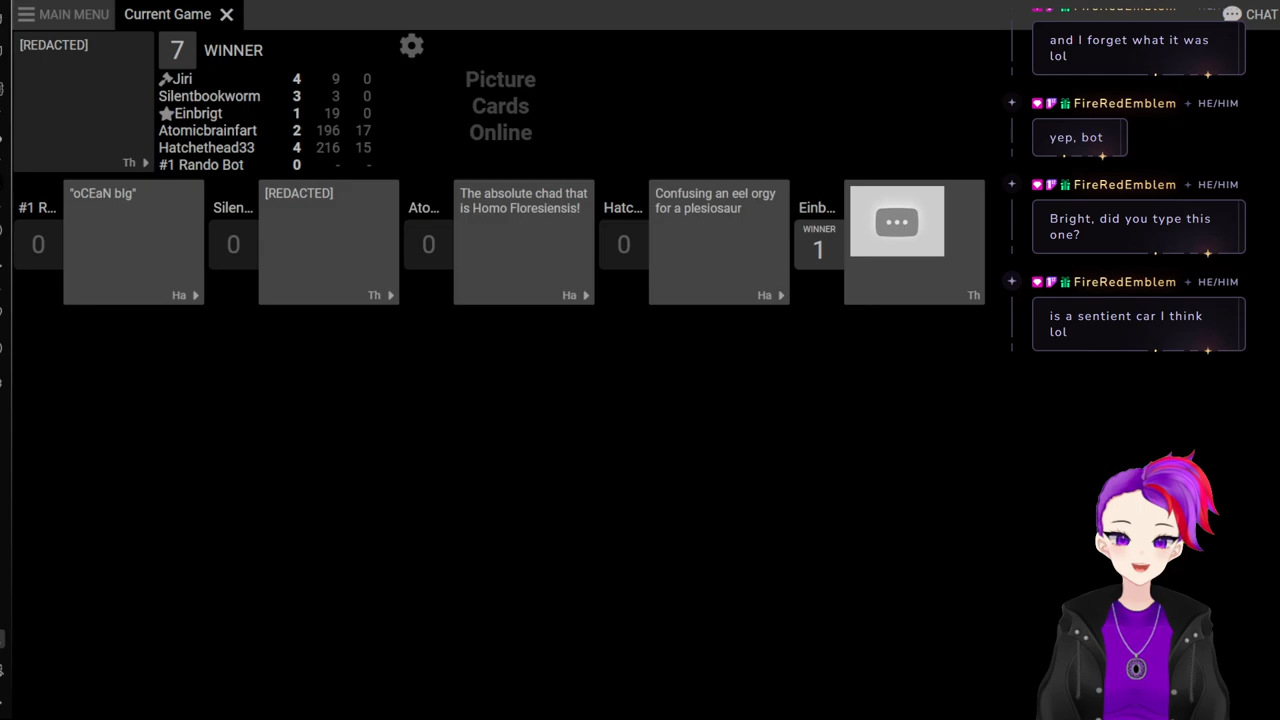 MAIN MENU
Current Game
CHAT
[REDACTED]
Th
7 WINNER
Jiri 4 9 0
Silentbookworm 3 3 0
Einbrigt 1 19 0
Atomicbrainfart 2 196 17
Hatchethead33 4 216 15
#1 Rando Bot 0 - -
Picture
Cards
Online
#1 R...
0
"oCEaN bIg"
Ha
Silen...
0
[REDACTED]
Th
Ato...
0
The absolute chad that
is Homo Floresiensis!
Ha
Hatc...
0
Confusing an eel orgy
for a plesiosaur
Ha
Einb...
WINNER
1
Th
FireRedEmblem
and I forget what it was
lol
FireRedEmblem HE/HIM
yep, bot
FireRedEmblem HE/HIM
Bright, did you type this
one?
FireRedEmblem HE/HIM
is a sentient car I think
lol